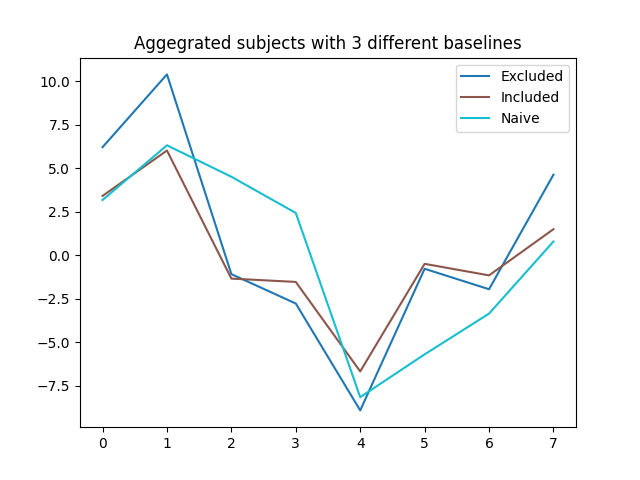 Aggegrated subjects with 3 different baselines
Excluded
Included
Naive
10.0
7.5
5.0
2.5
0.0
−2.5
−5.0
−7.5
0 1 2 3 4 5 6 7